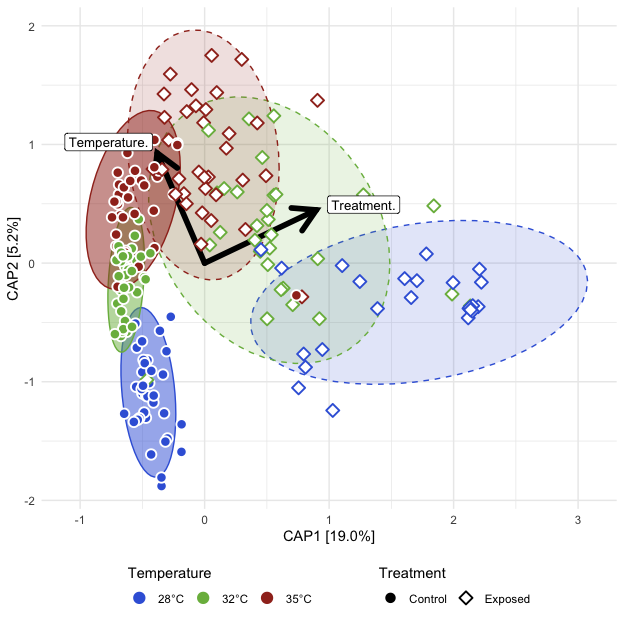 2
1
0
-1
-2
CAP2 [5.2%]
Temperature.
Treatment.
-1 0 1 2 3
CAP1 [19.0%]
Temperature Treatment
28°C 32°C 35°C Control Exposed